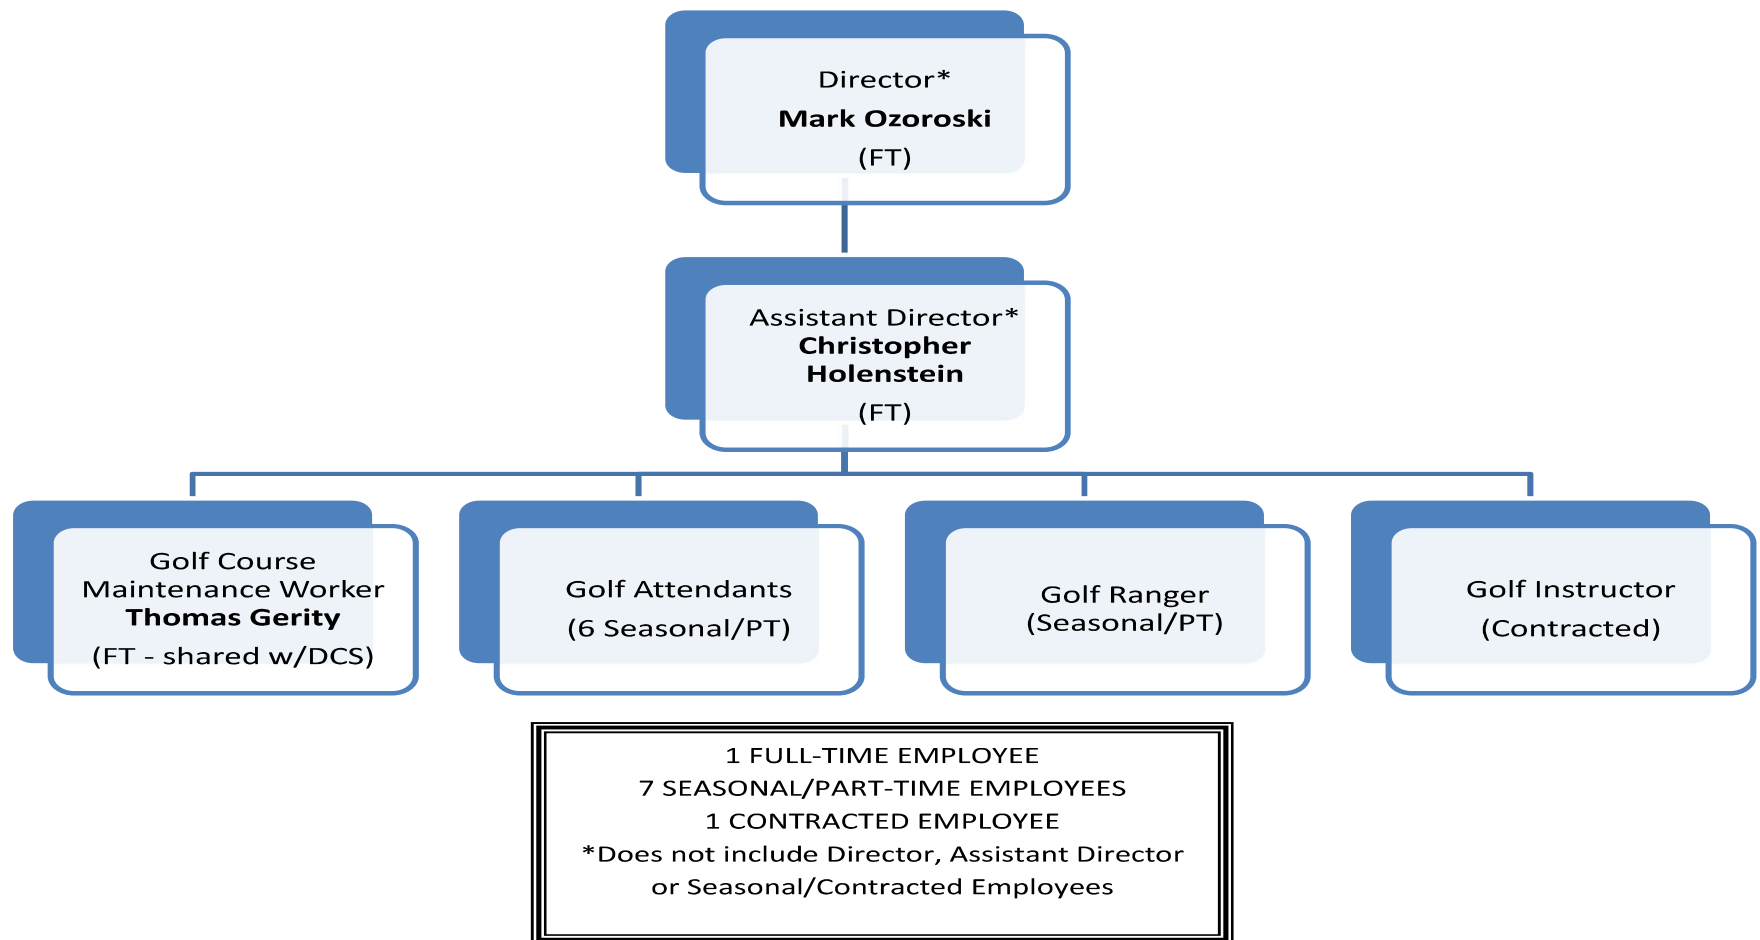 Director*
Mark Ozoroski
(FT)
Assistant Director*
Christopher
Holenstein
(FT)
Golf Course
Maintenance Worker
Thomas Gerity
(FT - shared w/DCS)
Golf Attendants
(6 Seasonal/PT)
Golf Ranger
(Seasonal/PT)
Golf Instructor
(Contracted)
1 FULL-TIME EMPLOYEE
7 SEASONAL/PART-TIME EMPLOYEES
1 CONTRACTED EMPLOYEE
*Does not include Director, Assistant Director
or Seasonal/Contracted Employees